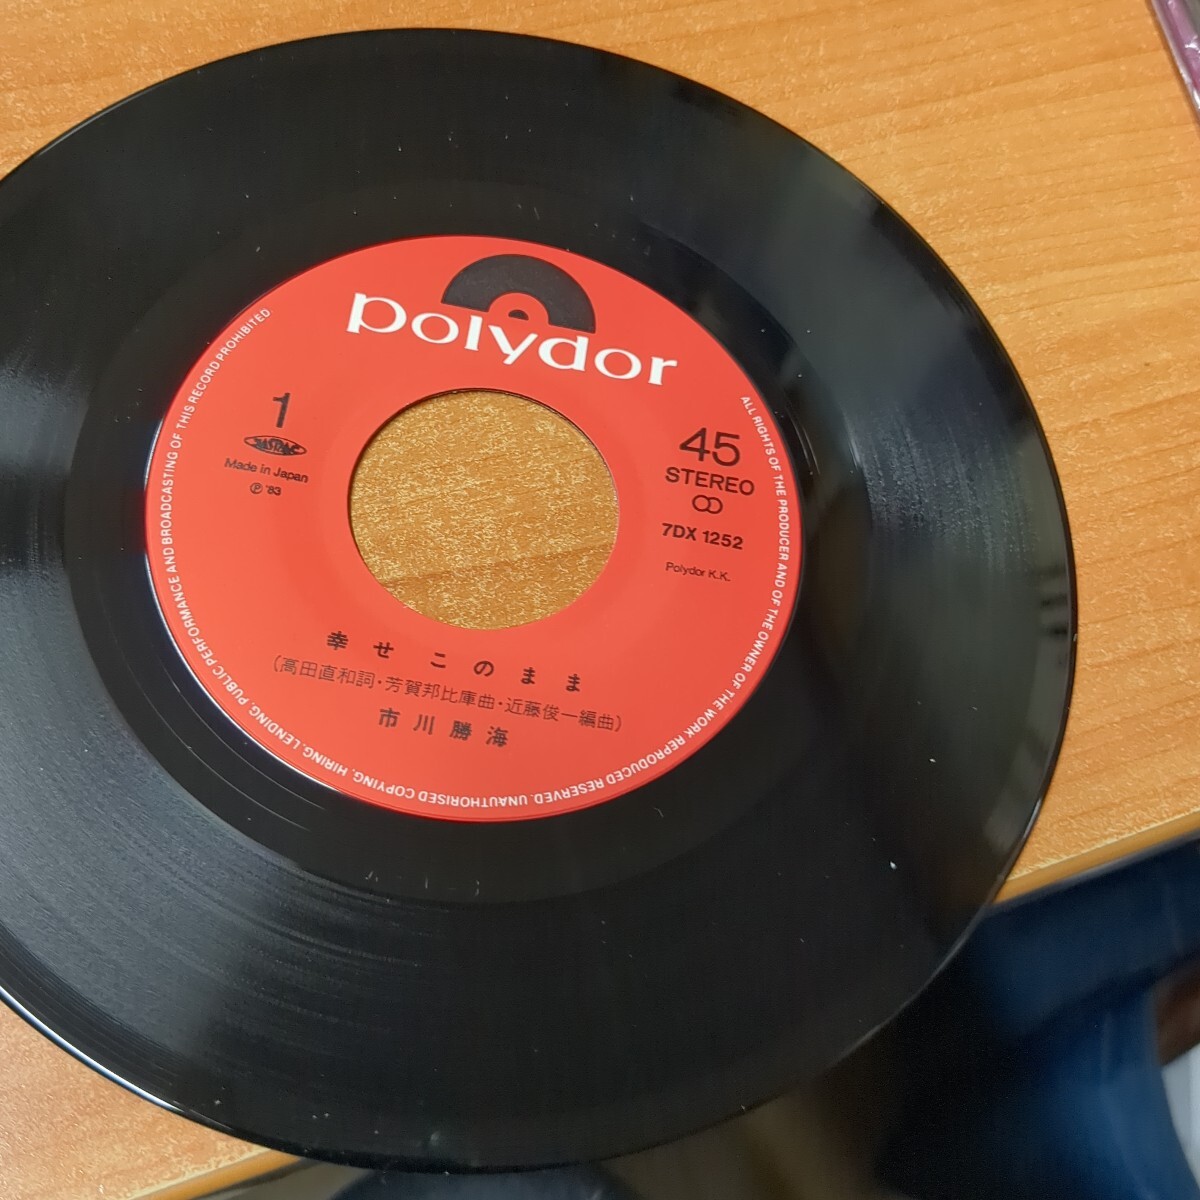 polydor
1
JASRAC
Made in Japan
℗ '83
45
STEREO
7DX 1252
Polydor K.K.
幸せ このまま
(高田直和詞・芳賀邦比庫曲・近藤俊一編曲)
市川勝海
ALL RIGHTS OF THE PRODUCER AND OF THE OWNER OF THE WORK REPRODUCED RESERVED. UNAUTHORISED COPYING, HIRING, LENDING, PUBLIC PERFORMANCE AND BROADCASTING OF THIS RECORD PROHIBITED.